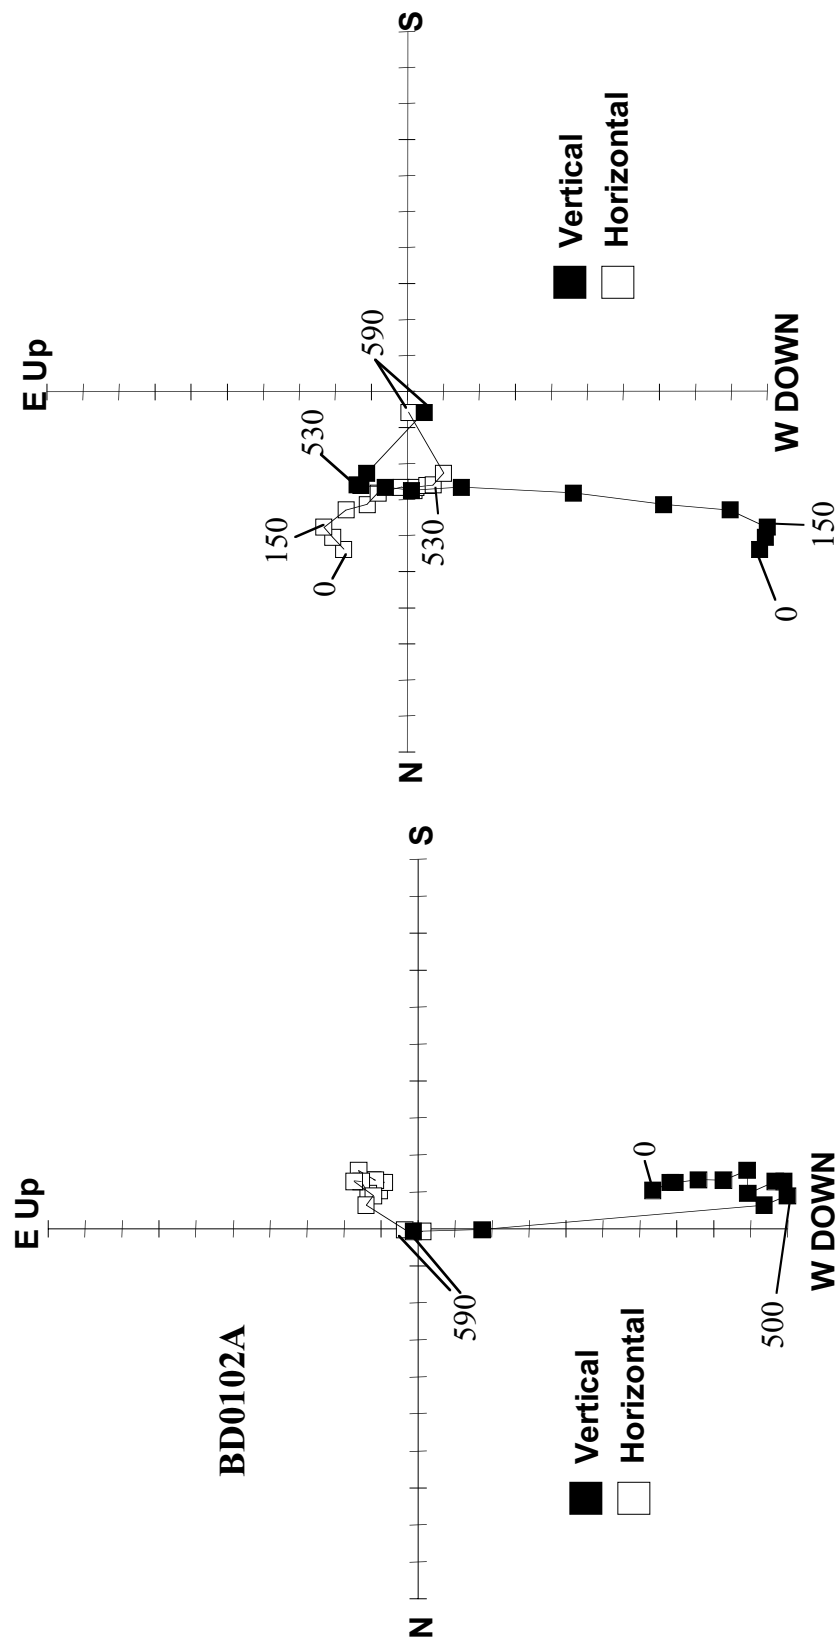 BD0102A
E Up
N
S
W DOWN
0
500
590
Vertical
Horizontal
E Up
N
S
W DOWN
0
150
530
590
0
150
530
Vertical
Horizontal